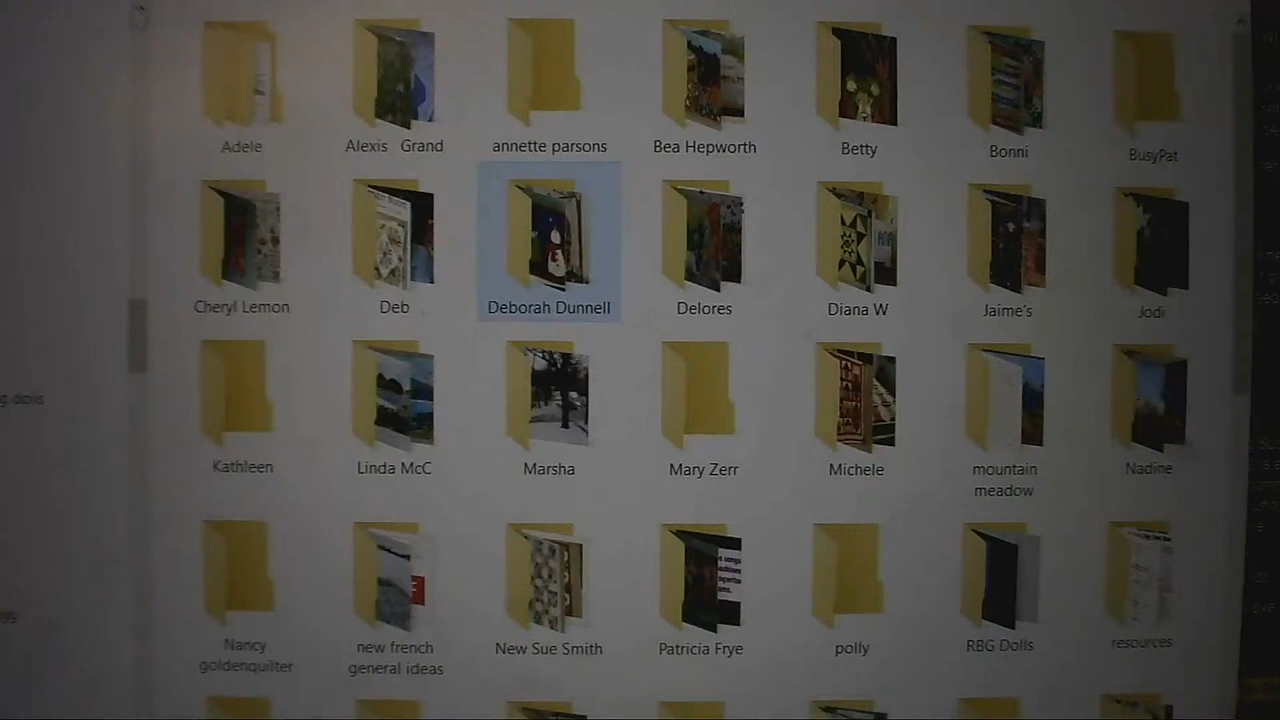 Adele
Alexis Grand
annette parsons
Bea Hepworth
Betty
Bonni
BusyPat
Cheryl Lemon
Deb
Deborah Dunnell
Delores
Diana W
Jaime's
Jodi
g dolls
Kathleen
Linda McC
Marsha
Mary Zerr
Michele
mountain
meadow
Nadine
Nancy
goldenquilter
new french
general ideas
New Sue Smith
Patricia Frye
polly
RBG Dolls
resources